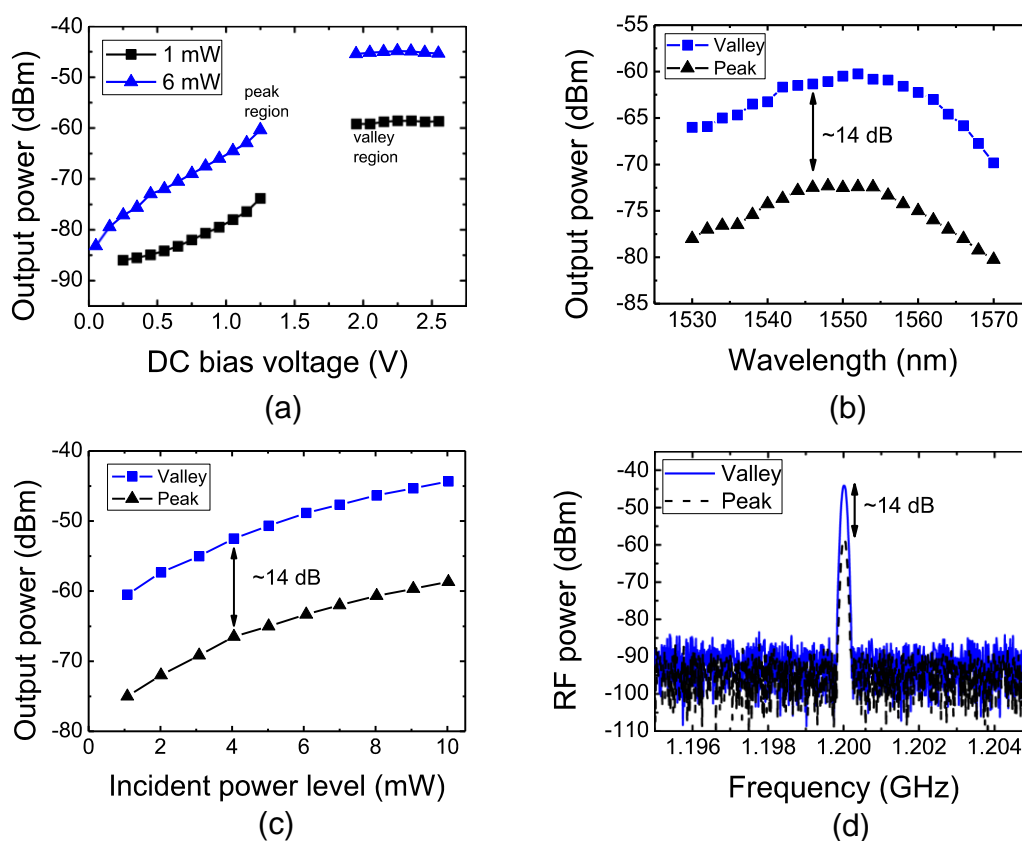 -40
-50
-60
-70
-80
-90
Output power (dBm)
1 mW
6 mW
peak
region
valley
region
0.0 0.5 1.0 1.5 2.0 2.5
DC bias voltage (V)
(a)
-55
-60
-65
-70
-75
-80
-85
Output power (dBm)
Valley
Peak
~14 dB
1530 1540 1550 1560 1570
Wavelength (nm)
(b)
-40
-50
-60
-70
-80
Output power (dBm)
Valley
Peak
~14 dB
0 2 4 6 8 10
Incident power level (mW)
(c)
-40
-50
-60
-70
-80
-90
-100
-110
RF power (dBm)
Valley
Peak
~14 dB
1.196 1.198 1.200 1.202 1.204
Frequency (GHz)
(d)